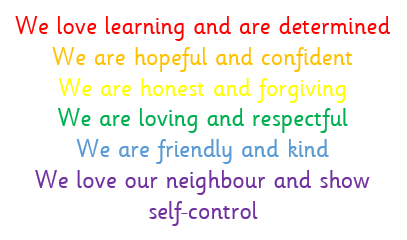 We love learning and are determined
We are hopeful and confident
We are honest and forgiving
We are loving and respectful
We are friendly and kind
We love our neighbour and show
self-control